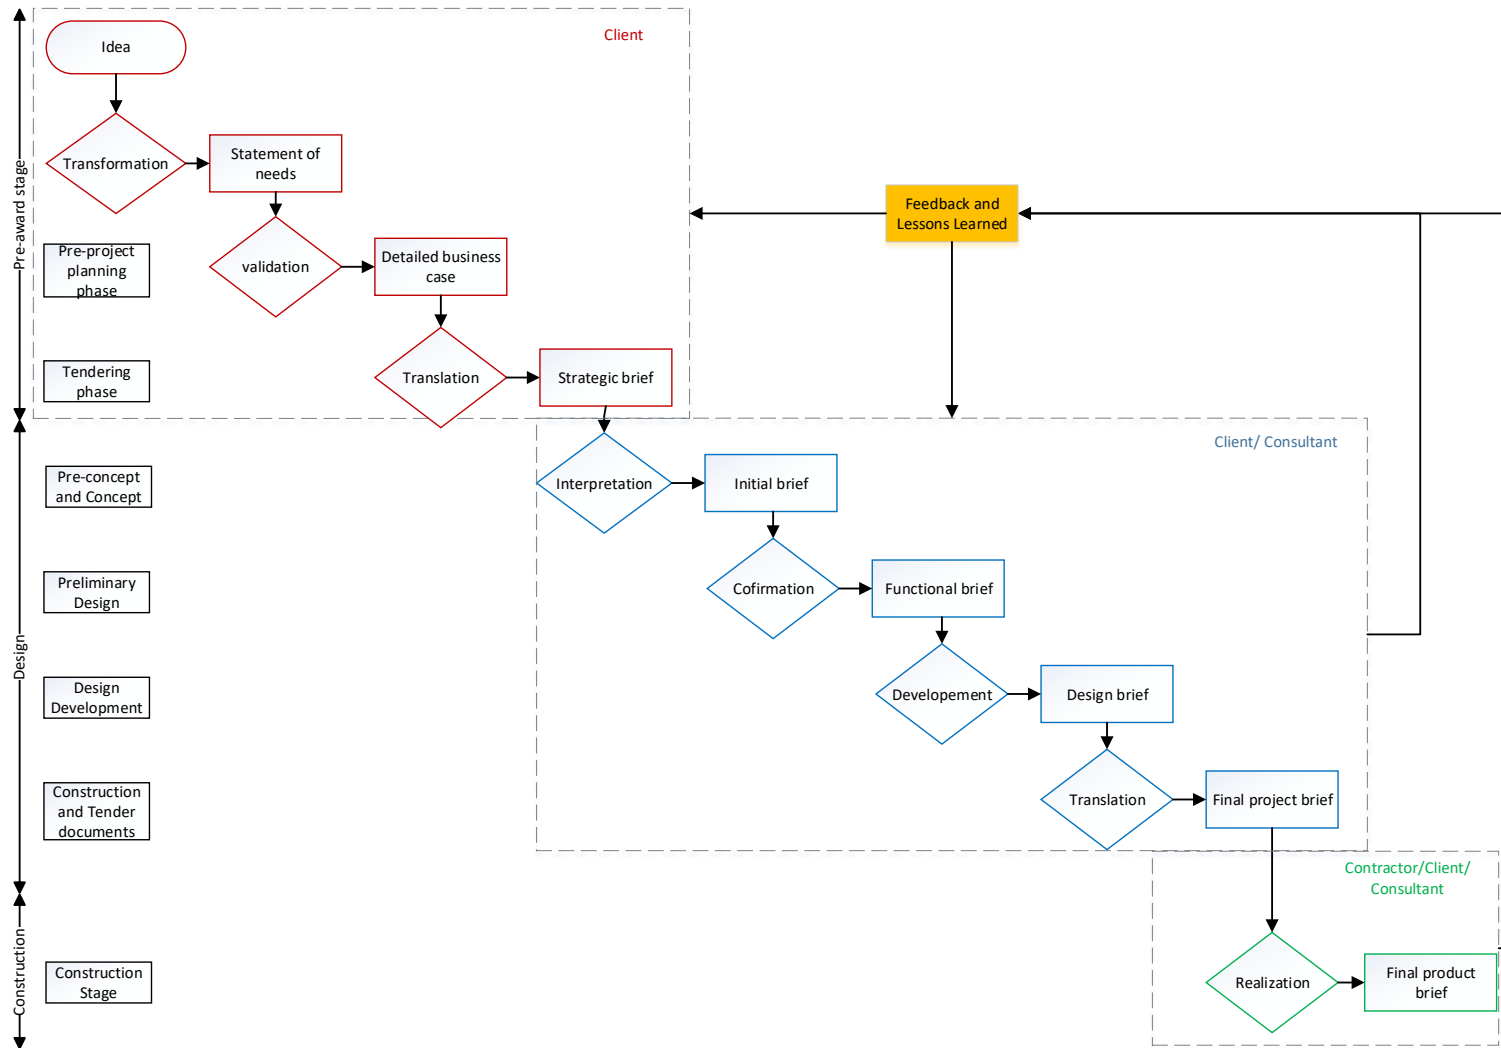 Client
Idea
Transformation
Statement of
needs
Pre-award stage
Feedback and
Lessons Learned
Pre-project
planning
phase
validation
Detailed business
case
Tendering
phase
Translation
Strategic brief
Client/ Consultant
Pre-concept
and Concept
Interpretation
Initial brief
Preliminary
Design
Cofirmation
Functional brief
Design
Design
Development
Developement
Design brief
Construction
and Tender
documents
Translation
Final project brief
Contractor/Client/
Consultant
Construction
Construction
Stage
Realization
Final product
brief